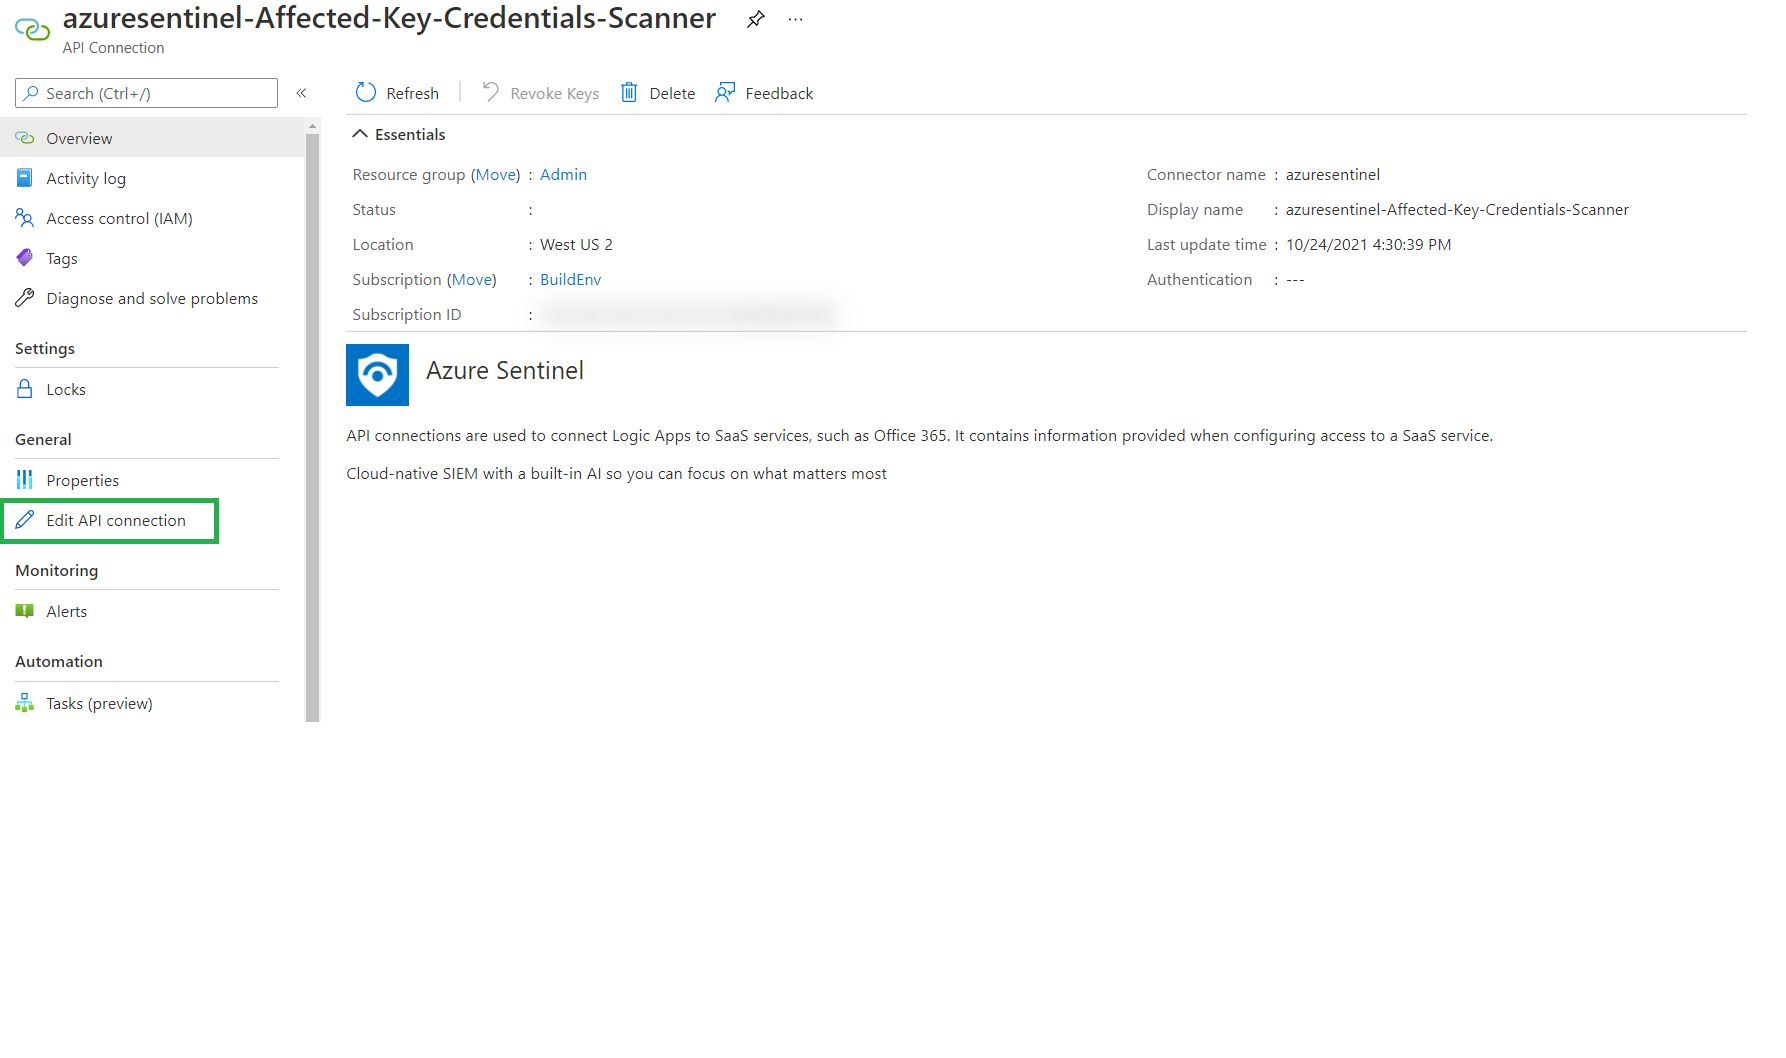 azuresentinel-Affected-Key-Credentials-Scanner ...
API Connection
Search (Ctrl+/) «
Overview
Activity log
Access control (IAM)
Tags
Diagnose and solve problems
Settings
Locks
General
Properties
Edit API connection
Monitoring
Alerts
Automation
Tasks (preview)
Refresh Revoke Keys Delete Feedback
Essentials
Resource group (Move) : Admin
Status :
Location : West US 2
Subscription (Move) : BuildEnv
Subscription ID :
Connector name : azuresentinel
Display name : azuresentinel-Affected-Key-Credentials-Scanner
Last update time : 10/24/2021 4:30:39 PM
Authentication : ---
Azure Sentinel
API connections are used to connect Logic Apps to SaaS services, such as Office 365. It contains information provided when configuring access to a SaaS service.
Cloud-native SIEM with a built-in AI so you can focus on what matters most